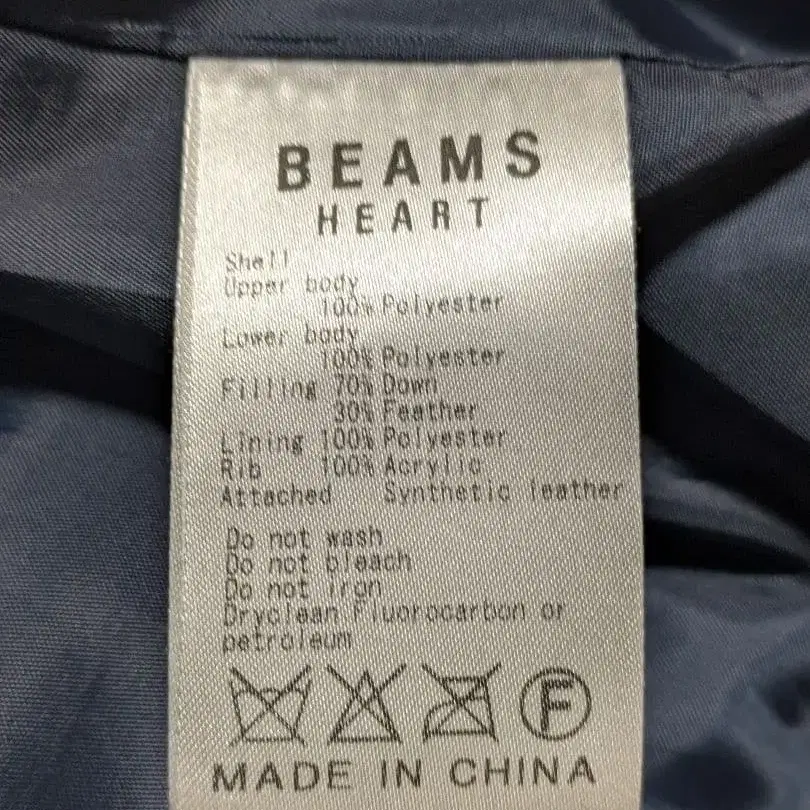 BEAMS
HEART
Shell
Upper body
100% Polyester
Lower body
100% Polyester
Filling 70% Down
30% Feather
Lining 100% Polyester
Rib 100% Acrylic
Attached Synthetic leather
Do not wash
Do not bleach
Do not iron
Dryclean Fluorocarbon or
petroleum
F
MADE IN CHINA